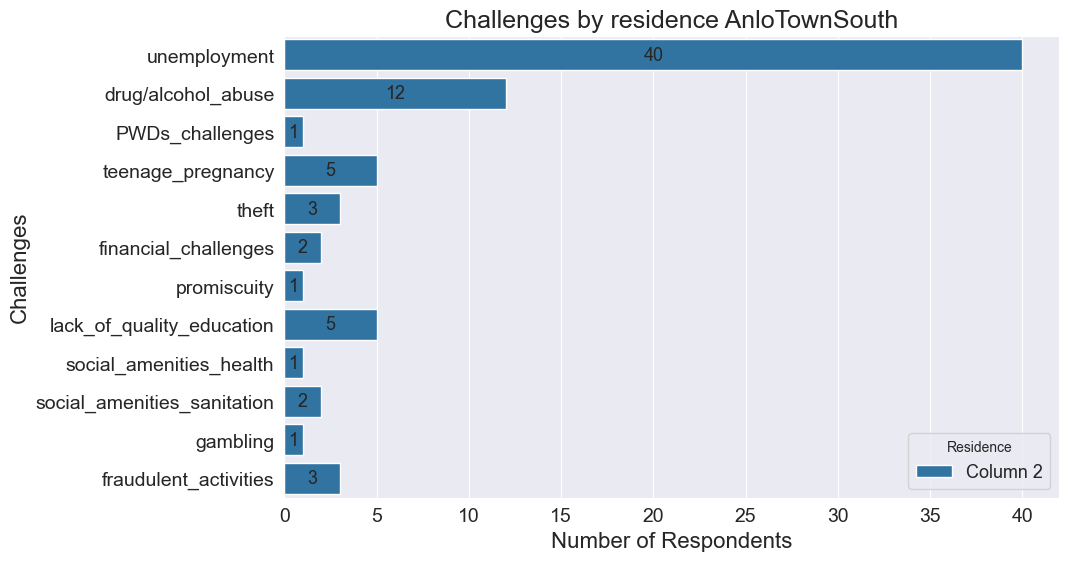 Challenges by residence AnloTownSouth
Challenges
unemployment 40
drug/alcohol_abuse 12
PWDs_challenges 1
teenage_pregnancy 5
theft 3
financial_challenges 2
promiscuity 1
lack_of_quality_education 5
social_amenities_health 1
social_amenities_sanitation 2
gambling 1
fraudulent_activities 3
Residence
Column 2
0 5 10 15 20 25 30 35 40
Number of Respondents